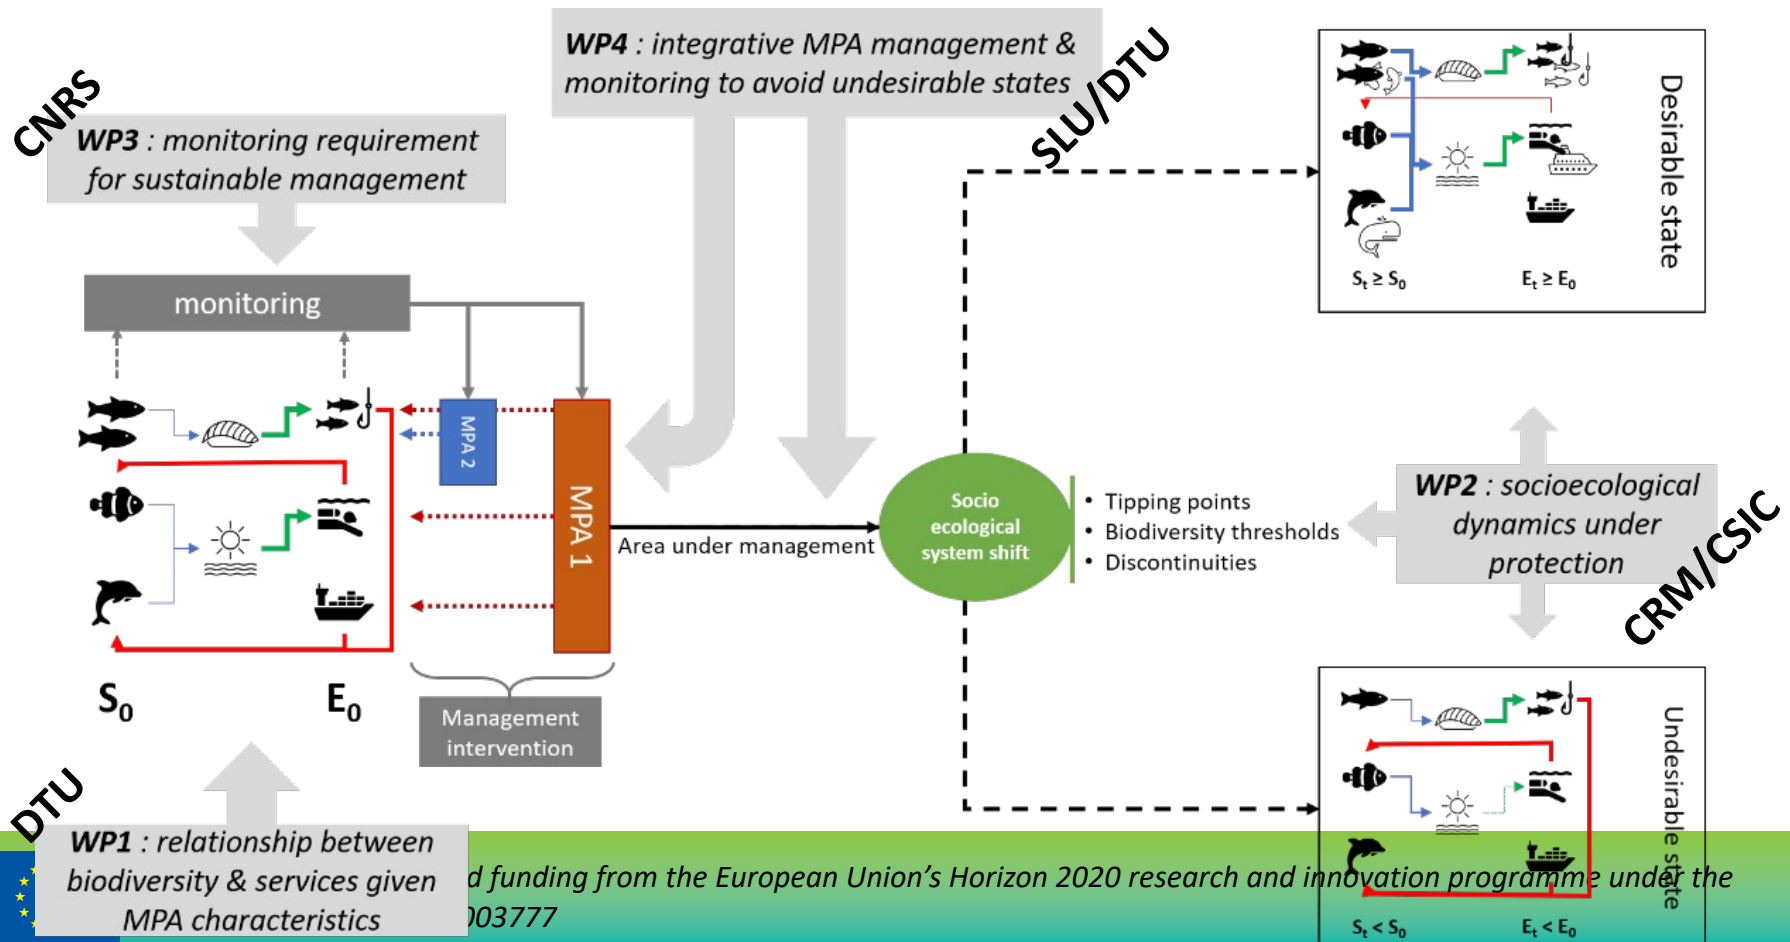 CNRS
WP3 : monitoring requirement
for sustainable management
WP4 : integrative MPA management &
monitoring to avoid undesirable states
SLU/DTU
Desirable state
St ≥ S0
Et ≥ E0
monitoring
MPA 2
MPA 1
Area under management
Socio
ecological
system shift
• Tipping points
• Biodiversity thresholds
• Discontinuities
WP2 : socioecological
dynamics under
protection
CRM/CSIC
S0
E0
Management
intervention
Undesirable state
St < S0
Et < E0
DTU
WP1 : relationship between
biodiversity & services given
MPA characteristics
d funding from the European Union’s Horizon 2020 research and innovation programme under the
003777